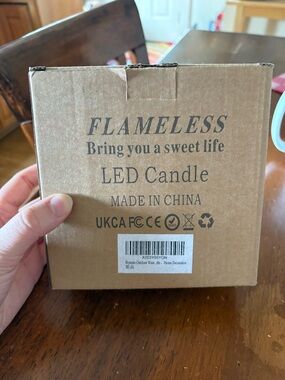 FLAMELESS
Bring you a sweet life
LED Candle
MADE IN CHINA
UKCA FC CE